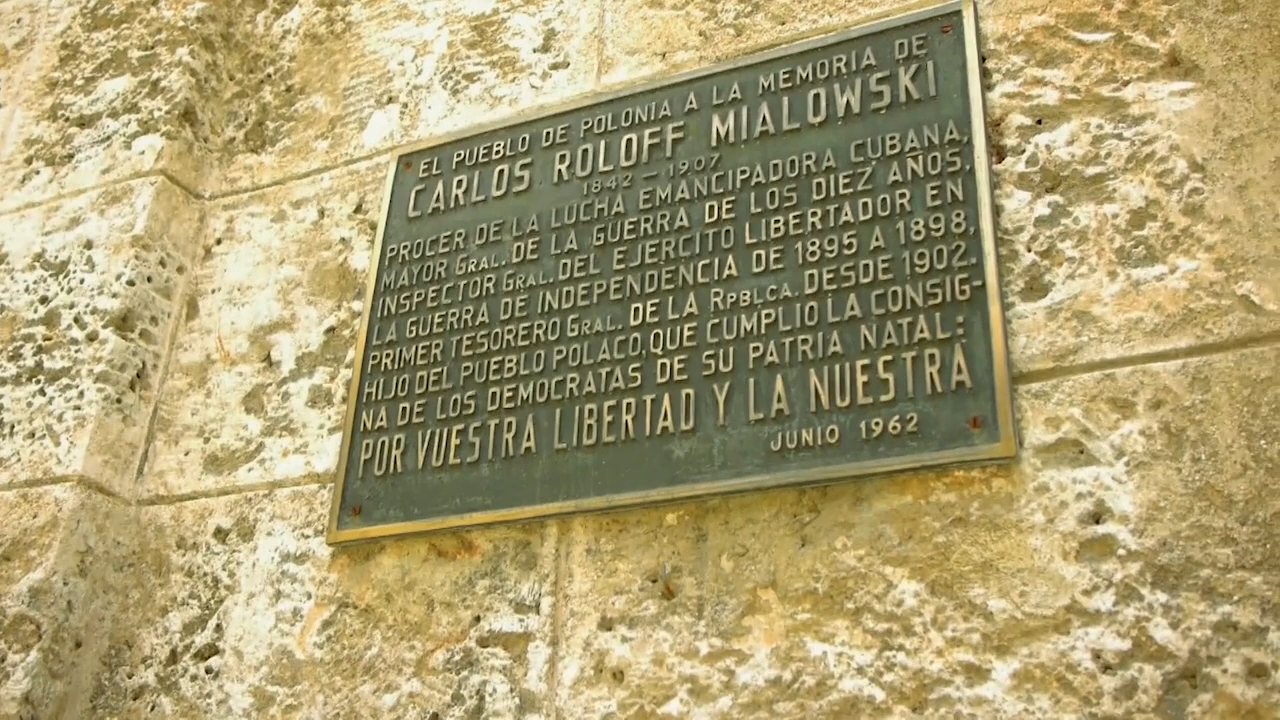 EL PUEBLO DE POLONIA A LA MEMORIA DE
CARLOS ROLOFF MIALOWSKI
1842 - 1907
PROCER DE LA LUCHA EMANCIPADORA CUBANA,
MAYOR GRAL. DE LA GUERRA DE LOS DIEZ AÑOS,
INSPECTOR GRAL. DEL EJERCITO LIBERTADOR EN
LA GUERRA DE INDEPENDENCIA DE 1895 A 1898,
PRIMER TESORERO GRAL. DE LA RPBLCA. DESDE 1902.
HIJO DEL PUEBLO POLACO, QUE CUMPLIO LA CONSIG-
NA DE LOS DEMOCRATAS DE SU PATRIA NATAL:
POR VUESTRA LIBERTAD Y LA NUESTRA
JUNIO 1962